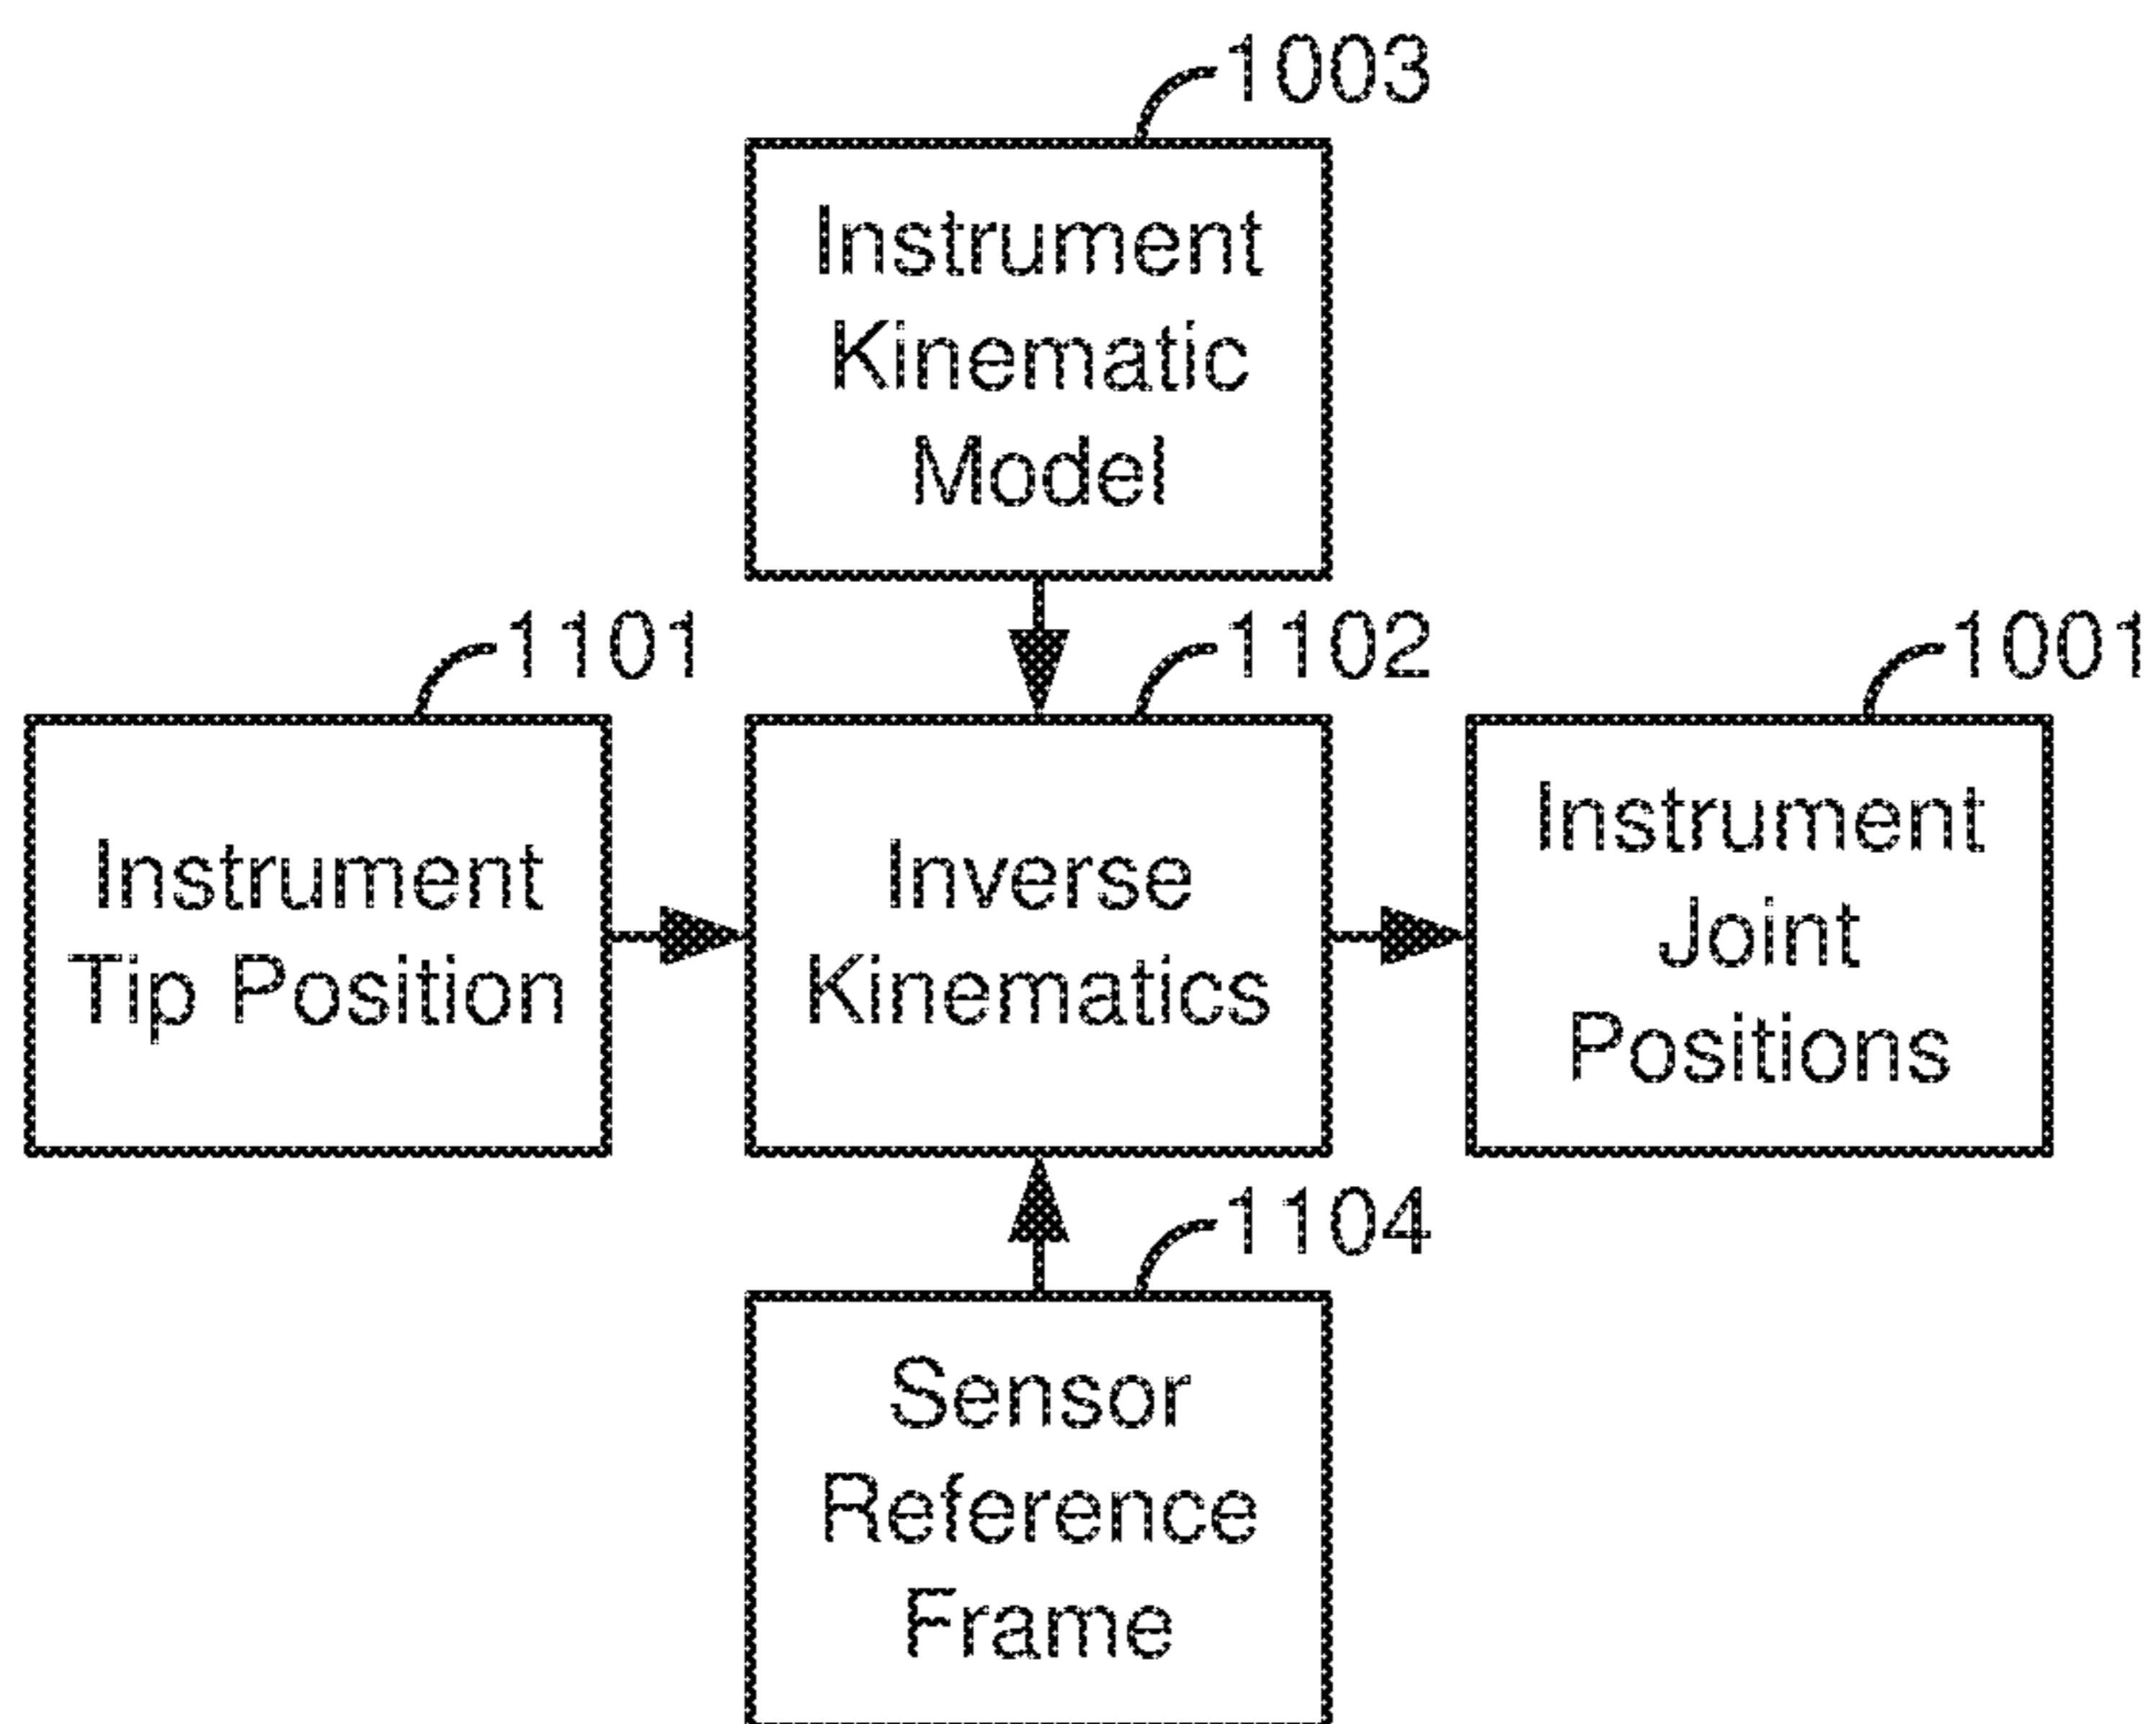 1003
Instrument
Kinematic
Model
1101
1102
1001
Instrument
Tip Position
Inverse
Kinematics
Instrument
Joint
Positions
1104
Sensor
Reference
Frame